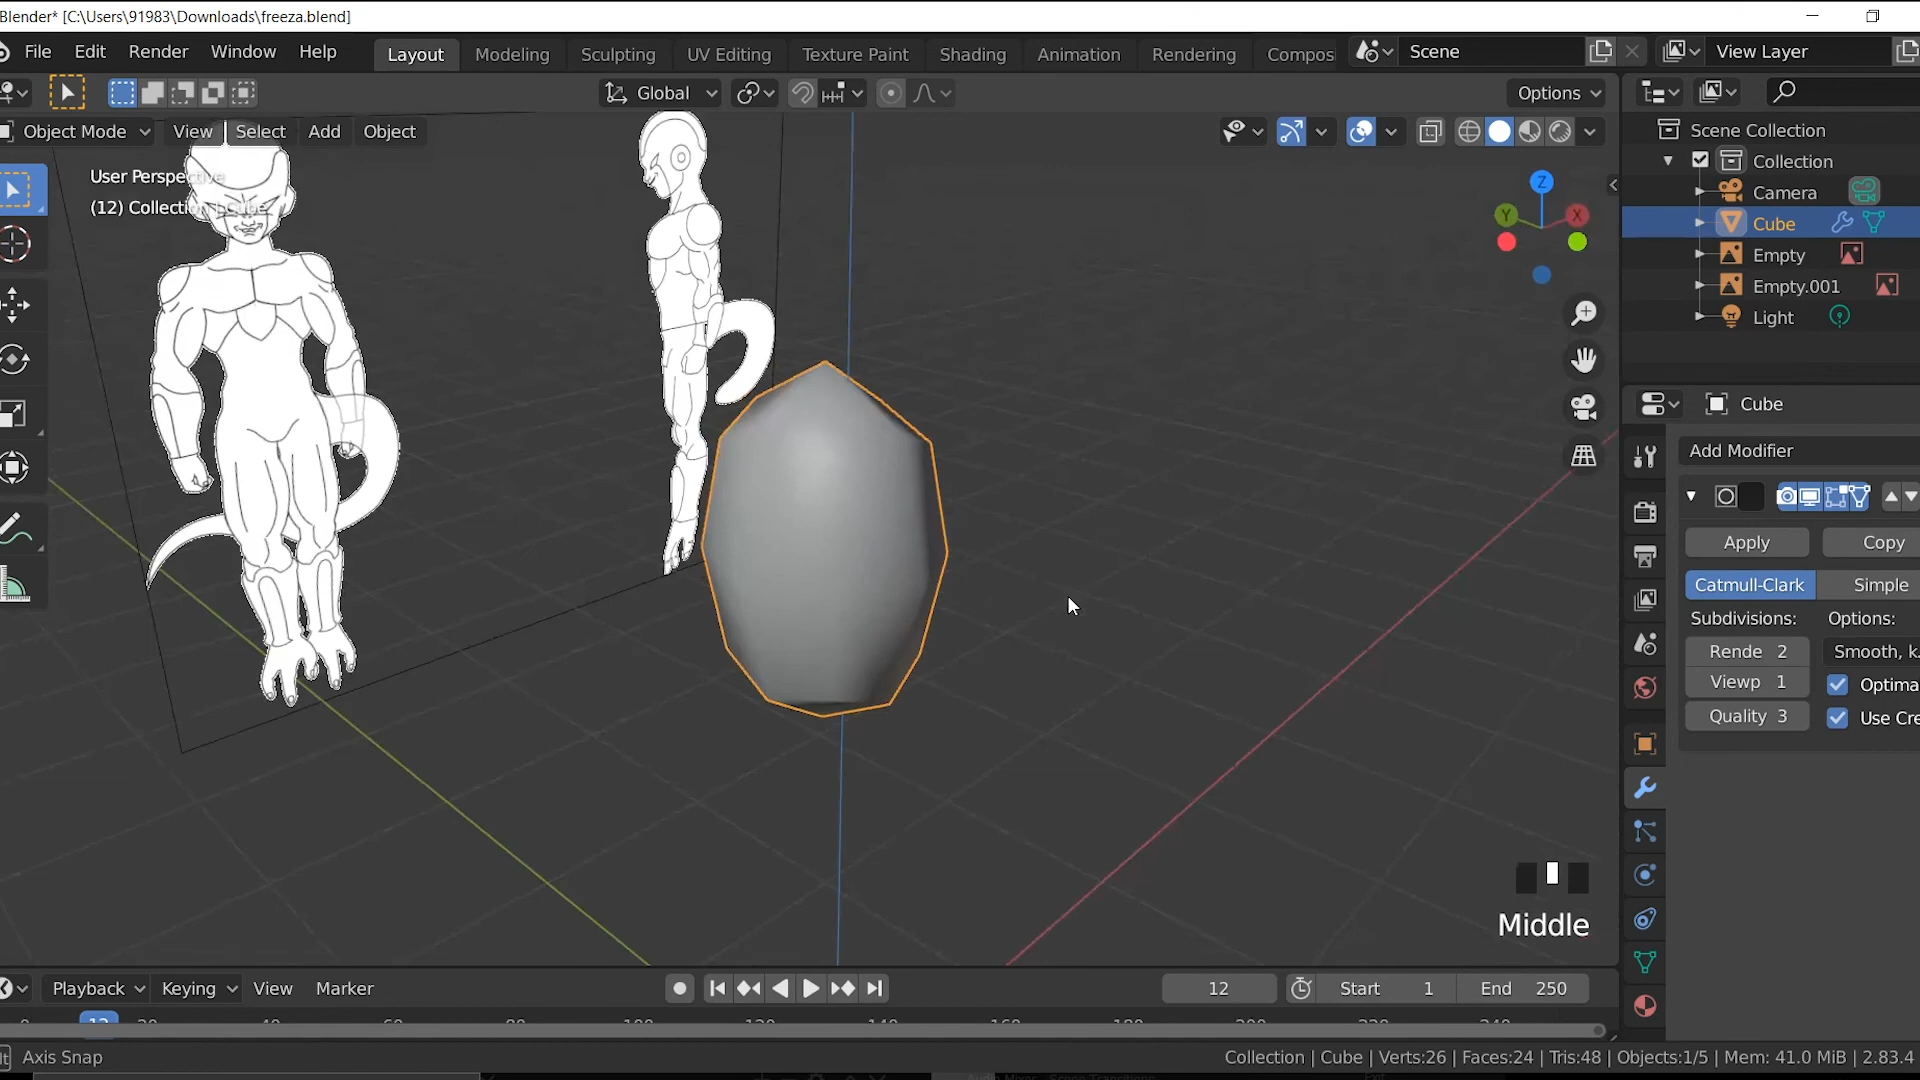 Blender* [C:\Users\91983\Downloads\freeza.blend]
File Edit Render Window Help Layout Modeling Sculpting UV Editing Texture Paint Shading Animation Rendering Compos Scene View Layer
Global Options
Object Mode View Select Add Object
User Perspective
(12) Collection | Cube
Z
Y
X
Scene Collection
Collection
Camera
Cube
Empty
Empty.001
Light
Cube
Add Modifier
Apply Copy
Catmull-Clark Simple
Subdivisions: Options:
Rende 2 Smooth, k.
Viewp 1 Optima
Quality 3 Use Cre
Middle
Playback Keying View Marker 12 Start 1 End 250
12
Axis Snap Collection | Cube | Verts:26 | Faces:24 | Tris:48 | Objects:1/5 | Mem: 41.0 MiB | 2.83.4